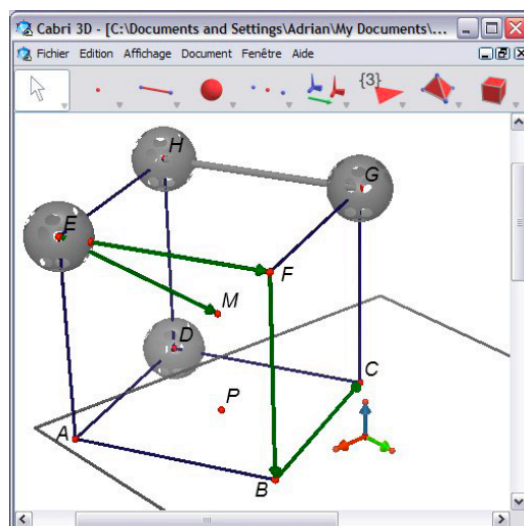 Cabri 3D - [C:\Documents and Settings\Adrian\My Documents\...
Fichier Edition Affichage Document Fenêtre Aide
{3}
H
G
E
F
M
D
C
P
A
B